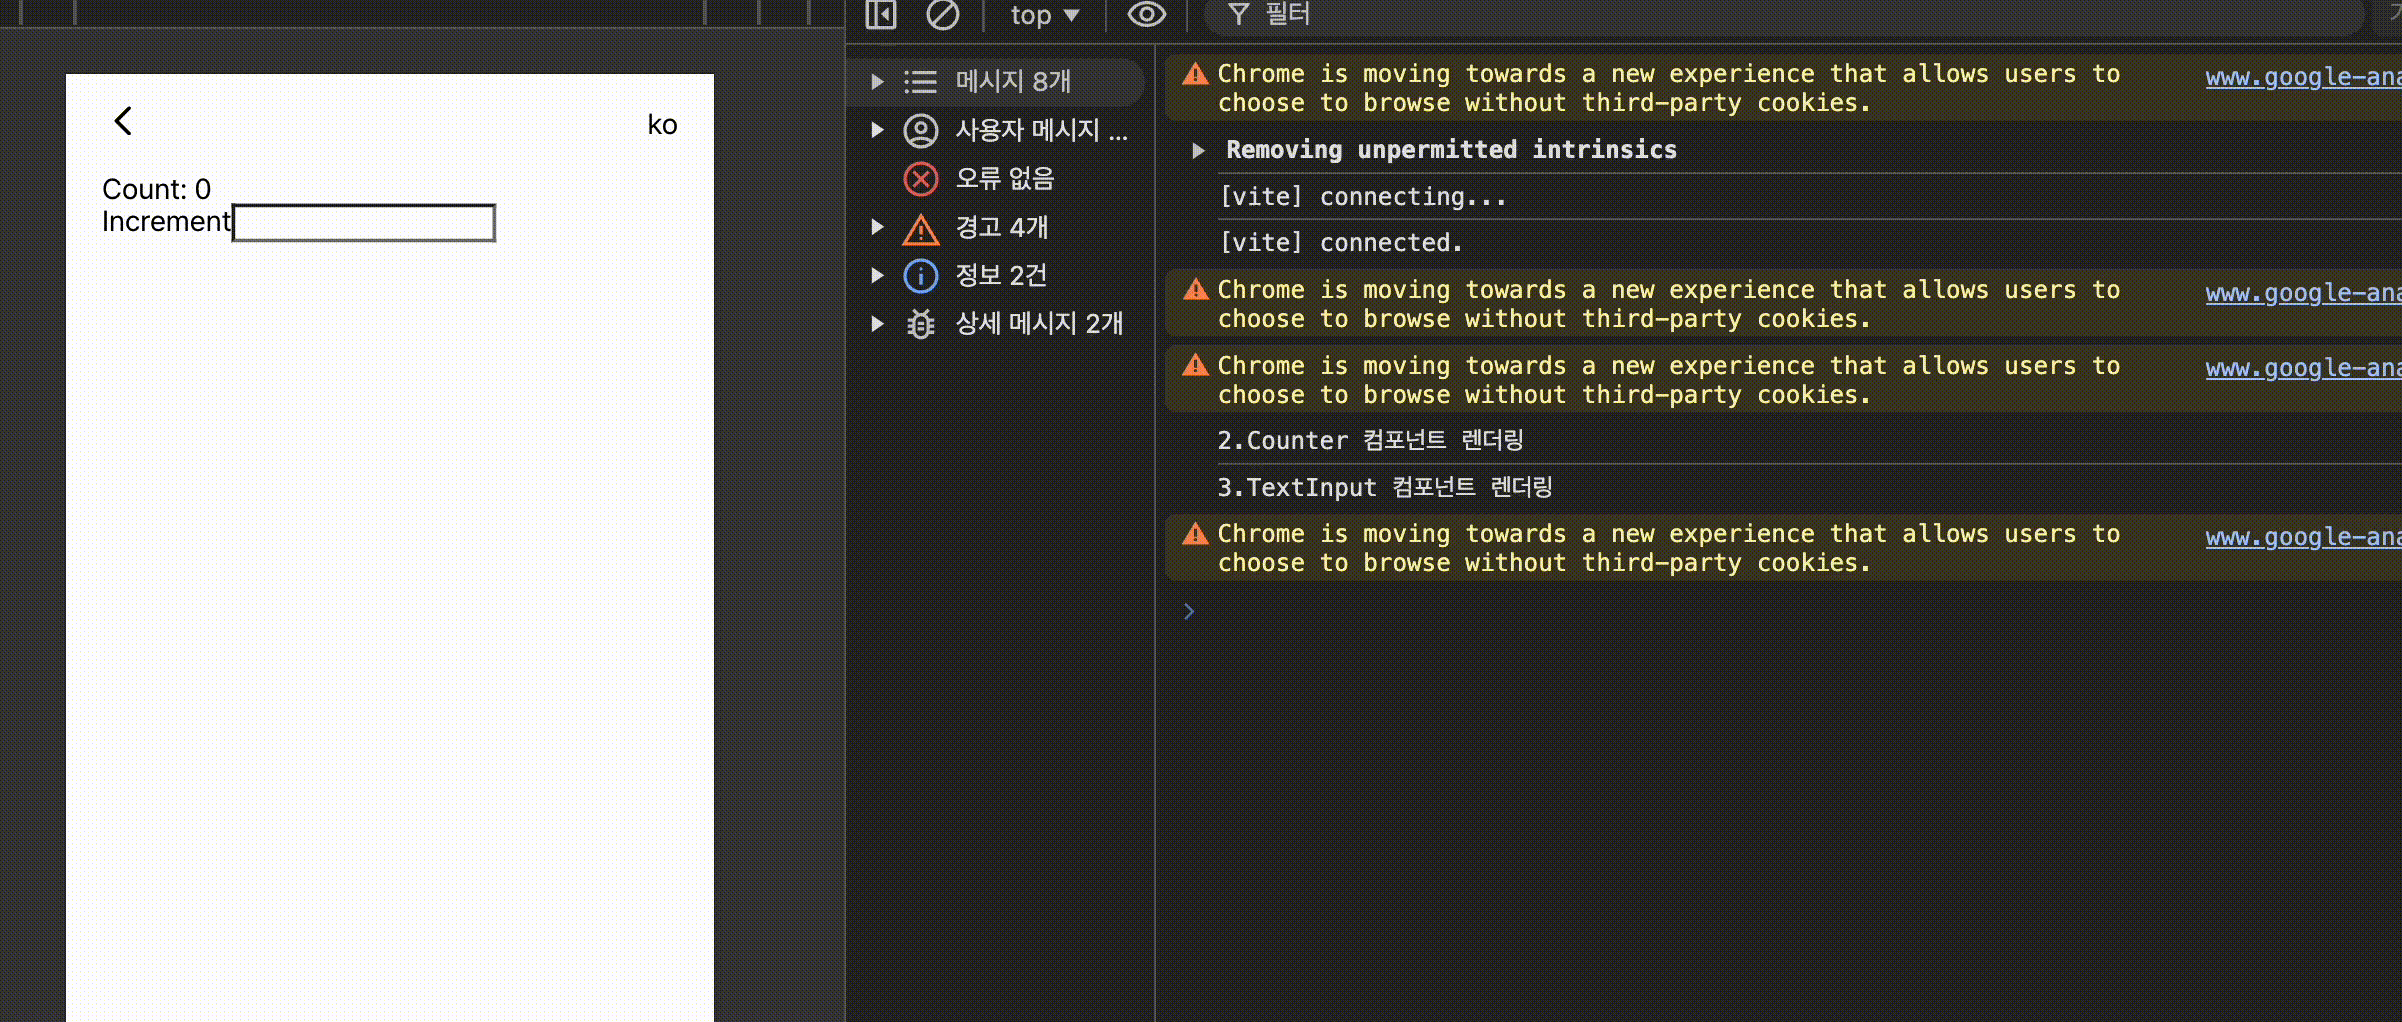 top ▼
필터
ko
Count: 0
Increment
메시지 8개
사용자 메시지 ...
오류 없음
경고 4개
정보 2건
상세 메시지 2개
Chrome is moving towards a new experience that allows users to
choose to browse without third-party cookies.
www.google-ana
Removing unpermitted intrinsics
[vite] connecting...
[vite] connected.
Chrome is moving towards a new experience that allows users to
choose to browse without third-party cookies.
www.google-ana
Chrome is moving towards a new experience that allows users to
choose to browse without third-party cookies.
www.google-ana
2.Counter 컴포넌트 렌더링
3.TextInput 컴포넌트 렌더링
Chrome is moving towards a new experience that allows users to
choose to browse without third-party cookies.
www.google-ana